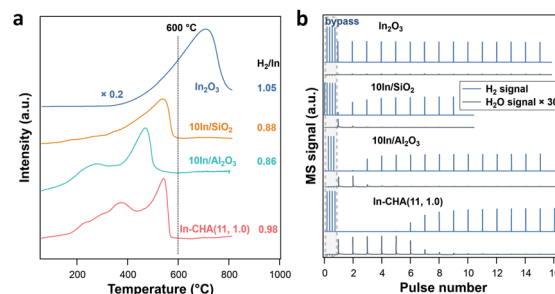 a
600 °C
H₂/In
× 0.2
In₂O₃
1.05
10In/SiO₂
0.88
10In/Al₂O₃
0.86
In-CHA(11, 1.0)
0.98
Intensity (a.u.)
0 200 400 600 800 1000
Temperature (°C)
b
bypass
In₂O₃
10In/SiO₂
H₂ signal
H₂O signal × 30
10In/Al₂O₃
In-CHA(11, 1.0)
MS signal (a.u.)
0 2 4 6 8 10 12 14 16
Pulse number